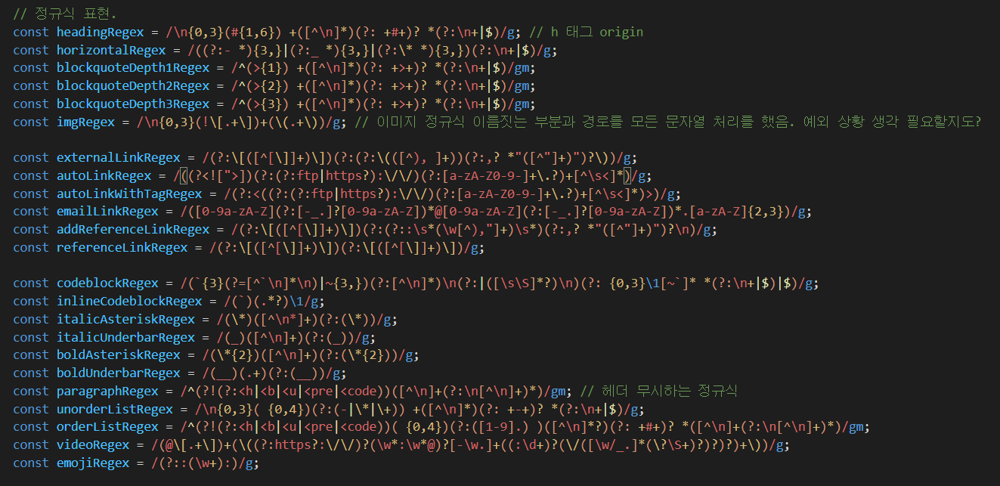 // 정규식 표현.
const headingRegex = /\n{0,3}(#{1,6}) +([^\n]*)(?: +#+)? *(?:\n+|$)/g; // h 태그 origin
const horizontalRegex = /((?:- *){3,}|(?:_ *){3,}|(?:\* *){3,})(?:\n+|$)/g;
const blockquoteDepth1Regex = /^(>{1}) +([^\n]*)(?: +>+)? *(?:\n+|$)/gm;
const blockquoteDepth2Regex = /^(>{2}) +([^\n]*)(?: +>+)? *(?:\n+|$)/gm;
const blockquoteDepth3Regex = /^(>{3}) +([^\n]*)(?: +>+)? *(?:\n+|$)/gm;
const imgRegex = /\n{0,3}(!\[.+\])+(\(.+\))/g; // 이미지 정규식 이름짓는 부분과 경로를 모든 문자열 처리를 했음. 예외 상황 생각 필요할지도?
const externalLinkRegex = /(?:\[([^[\]]+)\])(?:(?:\(([^), ]+))(?:,? *"([^"]+)")?\))/g;
const autoLinkRegex = /((?<![">])(?:(?:ftp|https?):\/\/)(?:[a-zA-Z0-9-]+\.?)+[^\s<]*)/g;
const autoLinkWithTagRegex = /(?:<((?:(?:ftp|https?):\/\/)(?:[a-zA-Z0-9-]+\.?)+[^\s<]*)>)/g;
const emailLinkRegex = /([0-9a-zA-Z](?:[-_.]?[0-9a-zA-Z])*@[0-9a-zA-Z](?:[-_.]?[0-9a-zA-Z])*.[a-zA-Z]{2,3})/g;
const addReferenceLinkRegex = /(?:\[([^[\]]+)\])(?:(?::\s*(\w[^),"]+)\s*)(?:,? *"([^"]+)")?\n)/g;
const referenceLinkRegex = /(?:\[([^[\]]+)\])(?:\[([^[\]]+)\])/g;
const codeblockRegex = /(`{3}(?=[^`\n]*\n)|~{3,})(?:[^\n]*)\n(?:|([\s\S]*?)\n)(?: {0,3}\1[~`]* *(?:\n+|$)|$)/g;
const inlineCodeblockRegex = /(`)(.*?)\1/g;
const italicAsteriskRegex = /(\*)([^\n*]+)(?:(\*))/g;
const italicUnderbarRegex = /(_)([^\n]+)(?:(_))/g;
const boldAsteriskRegex = /(\*{2})([^\n]+)(?:(\*{2}))/g;
const boldUnderbarRegex = /(__)(.+)(?:(__))/g;
const paragraphRegex = /^(?!(?:<h|<b|<u|<pre|<code))([^\n]+(?:\n[^\n]+)*)/gm; // 헤더 무시하는 정규식
const unorderListRegex = /\n{0,3}( {0,4})(?:(-|\*|\+)) +([^\n]*)(?: +-+)? *(?:\n+|$)/g;
const orderListRegex = /^(?!(?:<h|<b|<u|<pre|<code))( {0,4})(?:([1-9].) )([^\n]*?)(?: +#+)? *([^\n]+(?:\n[^\n]+)*)/gm;
const videoRegex = /(@\[.+\])+(\((?:https?:\/\/)?(\w*:\w*@)?[-\w.]+((:\d+)?(\/([\w/_.]*(\?\S+)?)?)?)+\))/g;
const emojiRegex = /(?::(\w+):)/g;